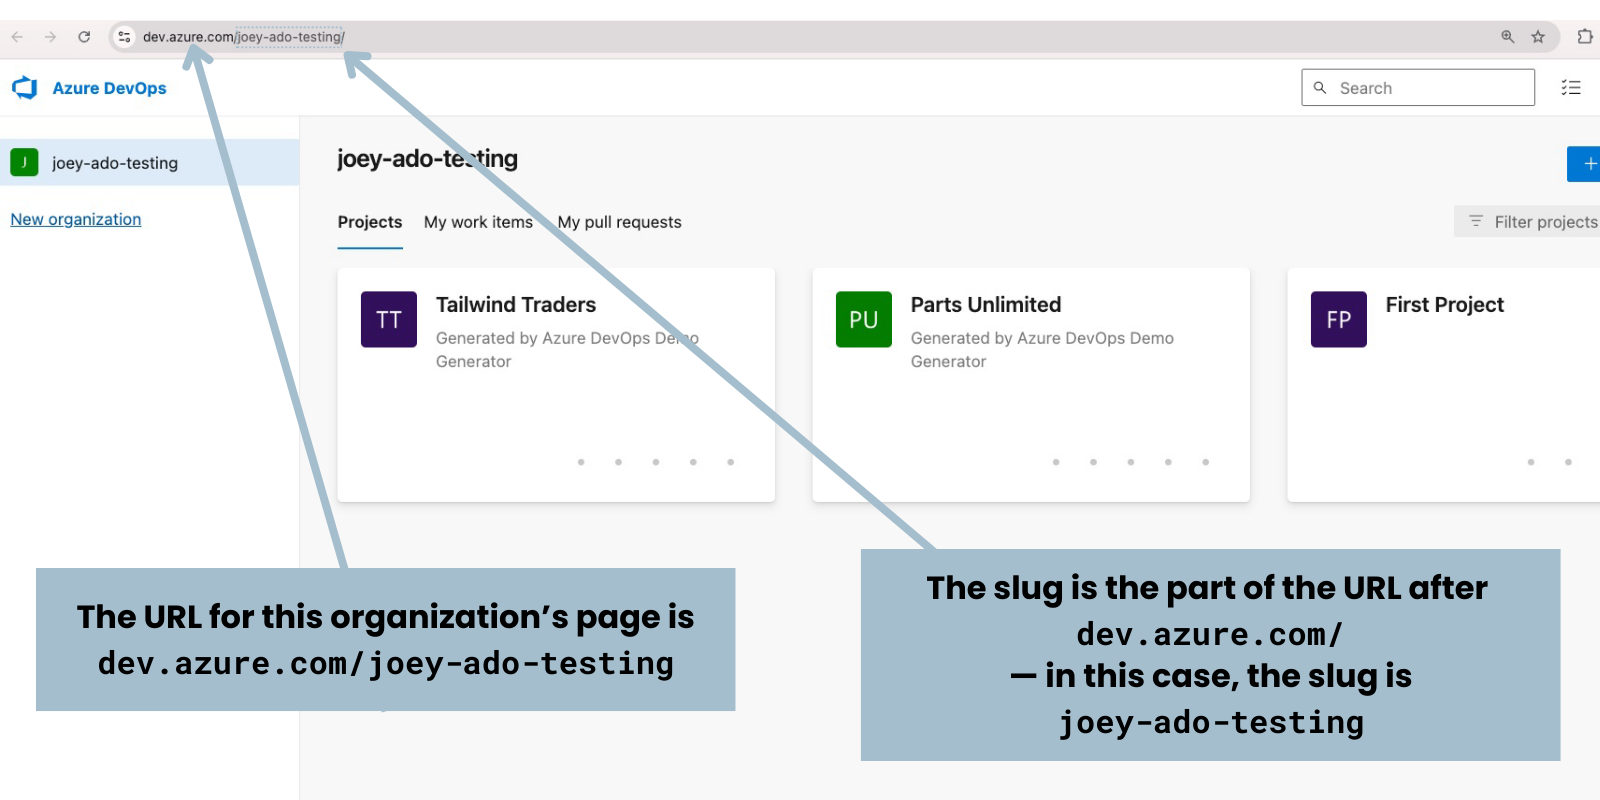 dev.azure.com/joey-ado-testing/
Azure DevOps
Search
J
joey-ado-testing
New organization
joey-ado-testing
+
Projects
My work items
My pull requests
Filter projects
TT
Tailwind Traders
Generated by Azure DevOps Demo
Generator
PU
Parts Unlimited
Generated by Azure DevOps Demo
Generator
FP
First Project
The URL for this organization’s page is
dev.azure.com/joey-ado-testing
The slug is the part of the URL after
dev.azure.com/
— in this case, the slug is
joey-ado-testing